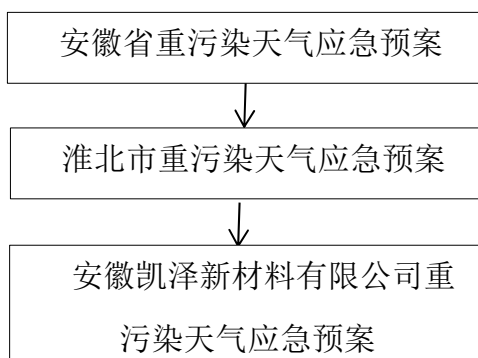 安徽省重污染天气应急预案
淮北市重污染天气应急预案
安徽凯泽新材料有限公司重
污染天气应急预案